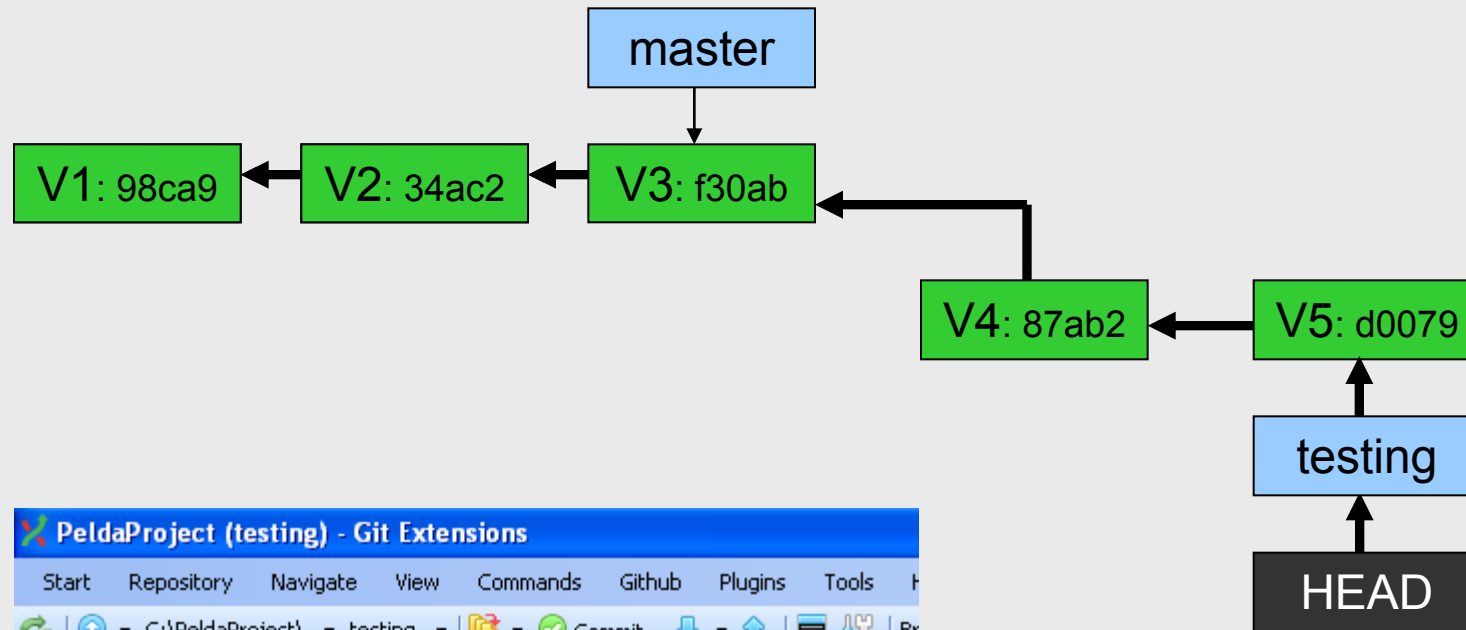 master
V1: 98ca9
V2: 34ac2
V3: f30ab
V4: 87ab2
V5: d0079
testing
HEAD
PeldaProject (testing) - Git Extensions
Start Repository Navigate View Commands Github Plugins Tools
C:\PeldaProject\ testing Commit